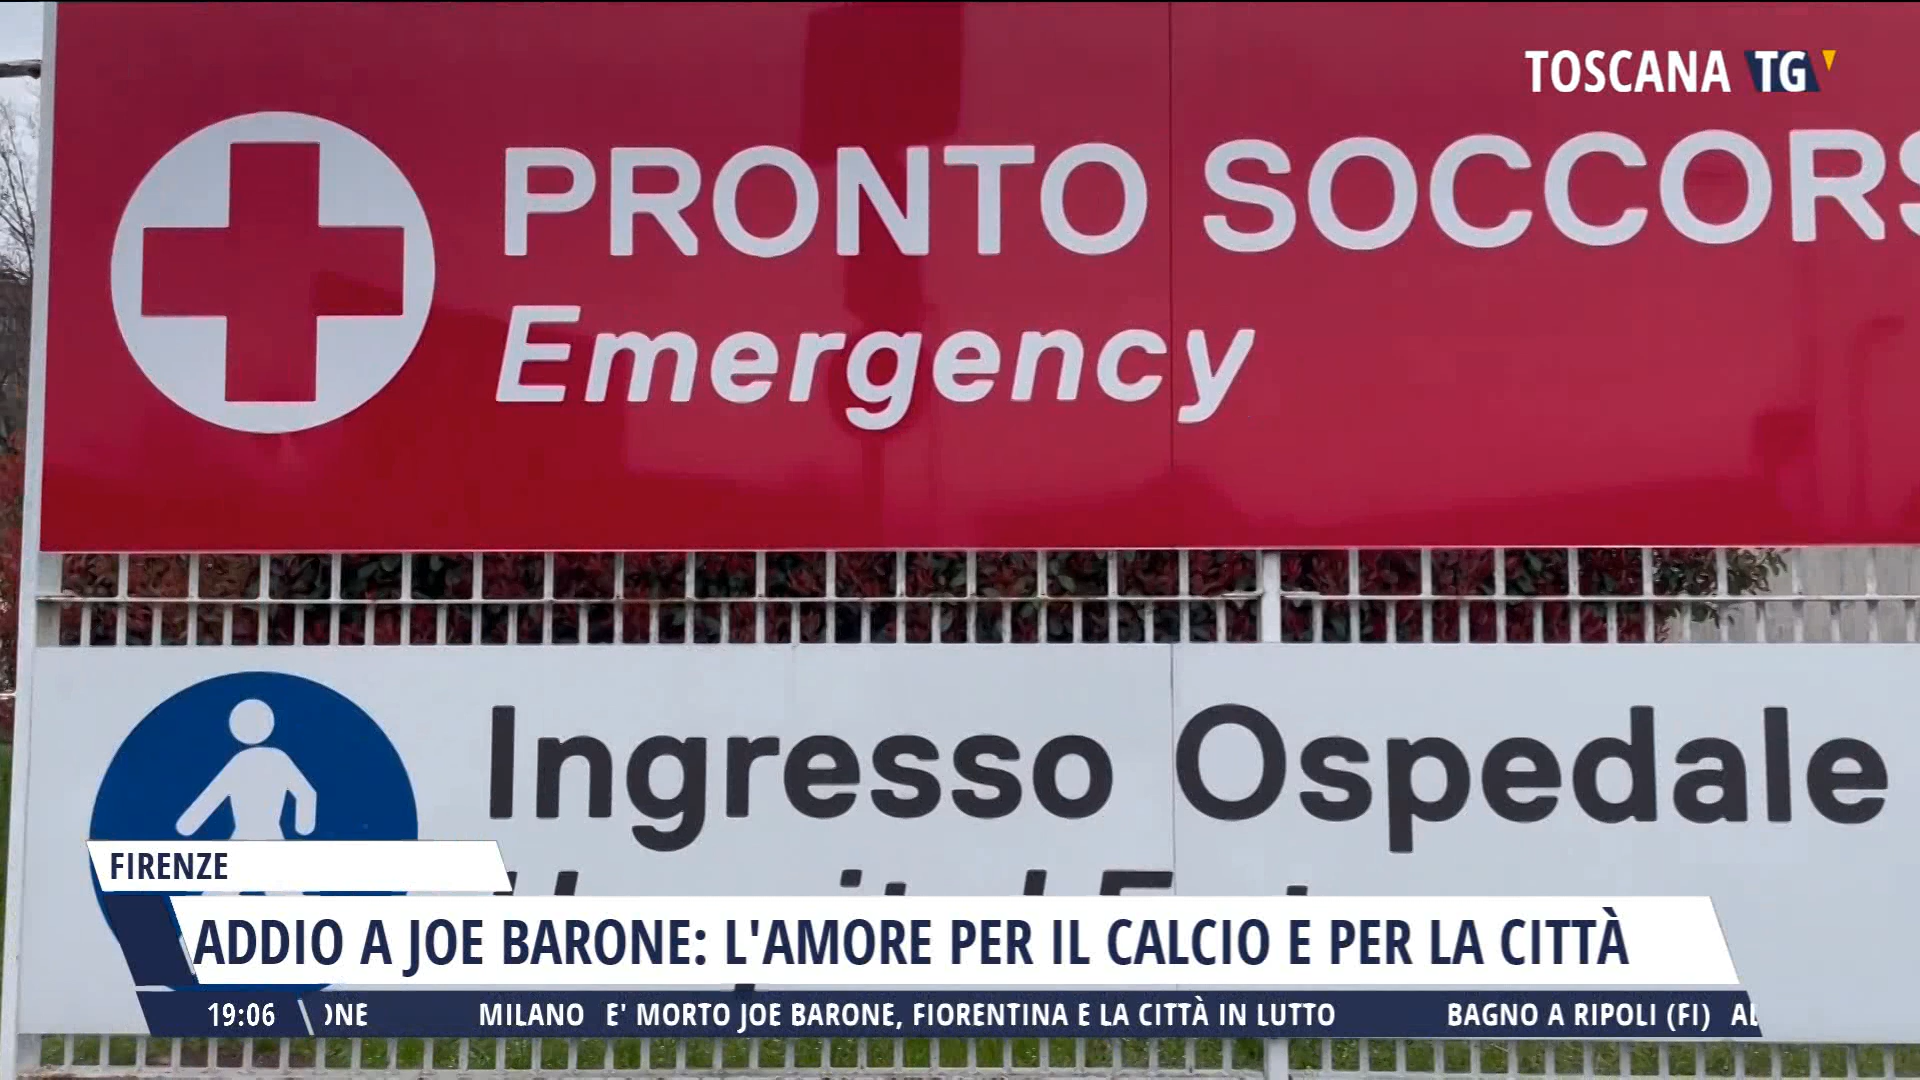 TOSCANA TG
PRONTO SOCCORS
Emergency
Ingresso Ospedale
FIRENZE
ADDIO A JOE BARONE: L'AMORE PER IL CALCIO E PER LA CITTÀ
19:06 ONE MILANO E' MORTO JOE BARONE, FIORENTINA E LA CITTÀ IN LUTTO BAGNO A RIPOLI (FI)